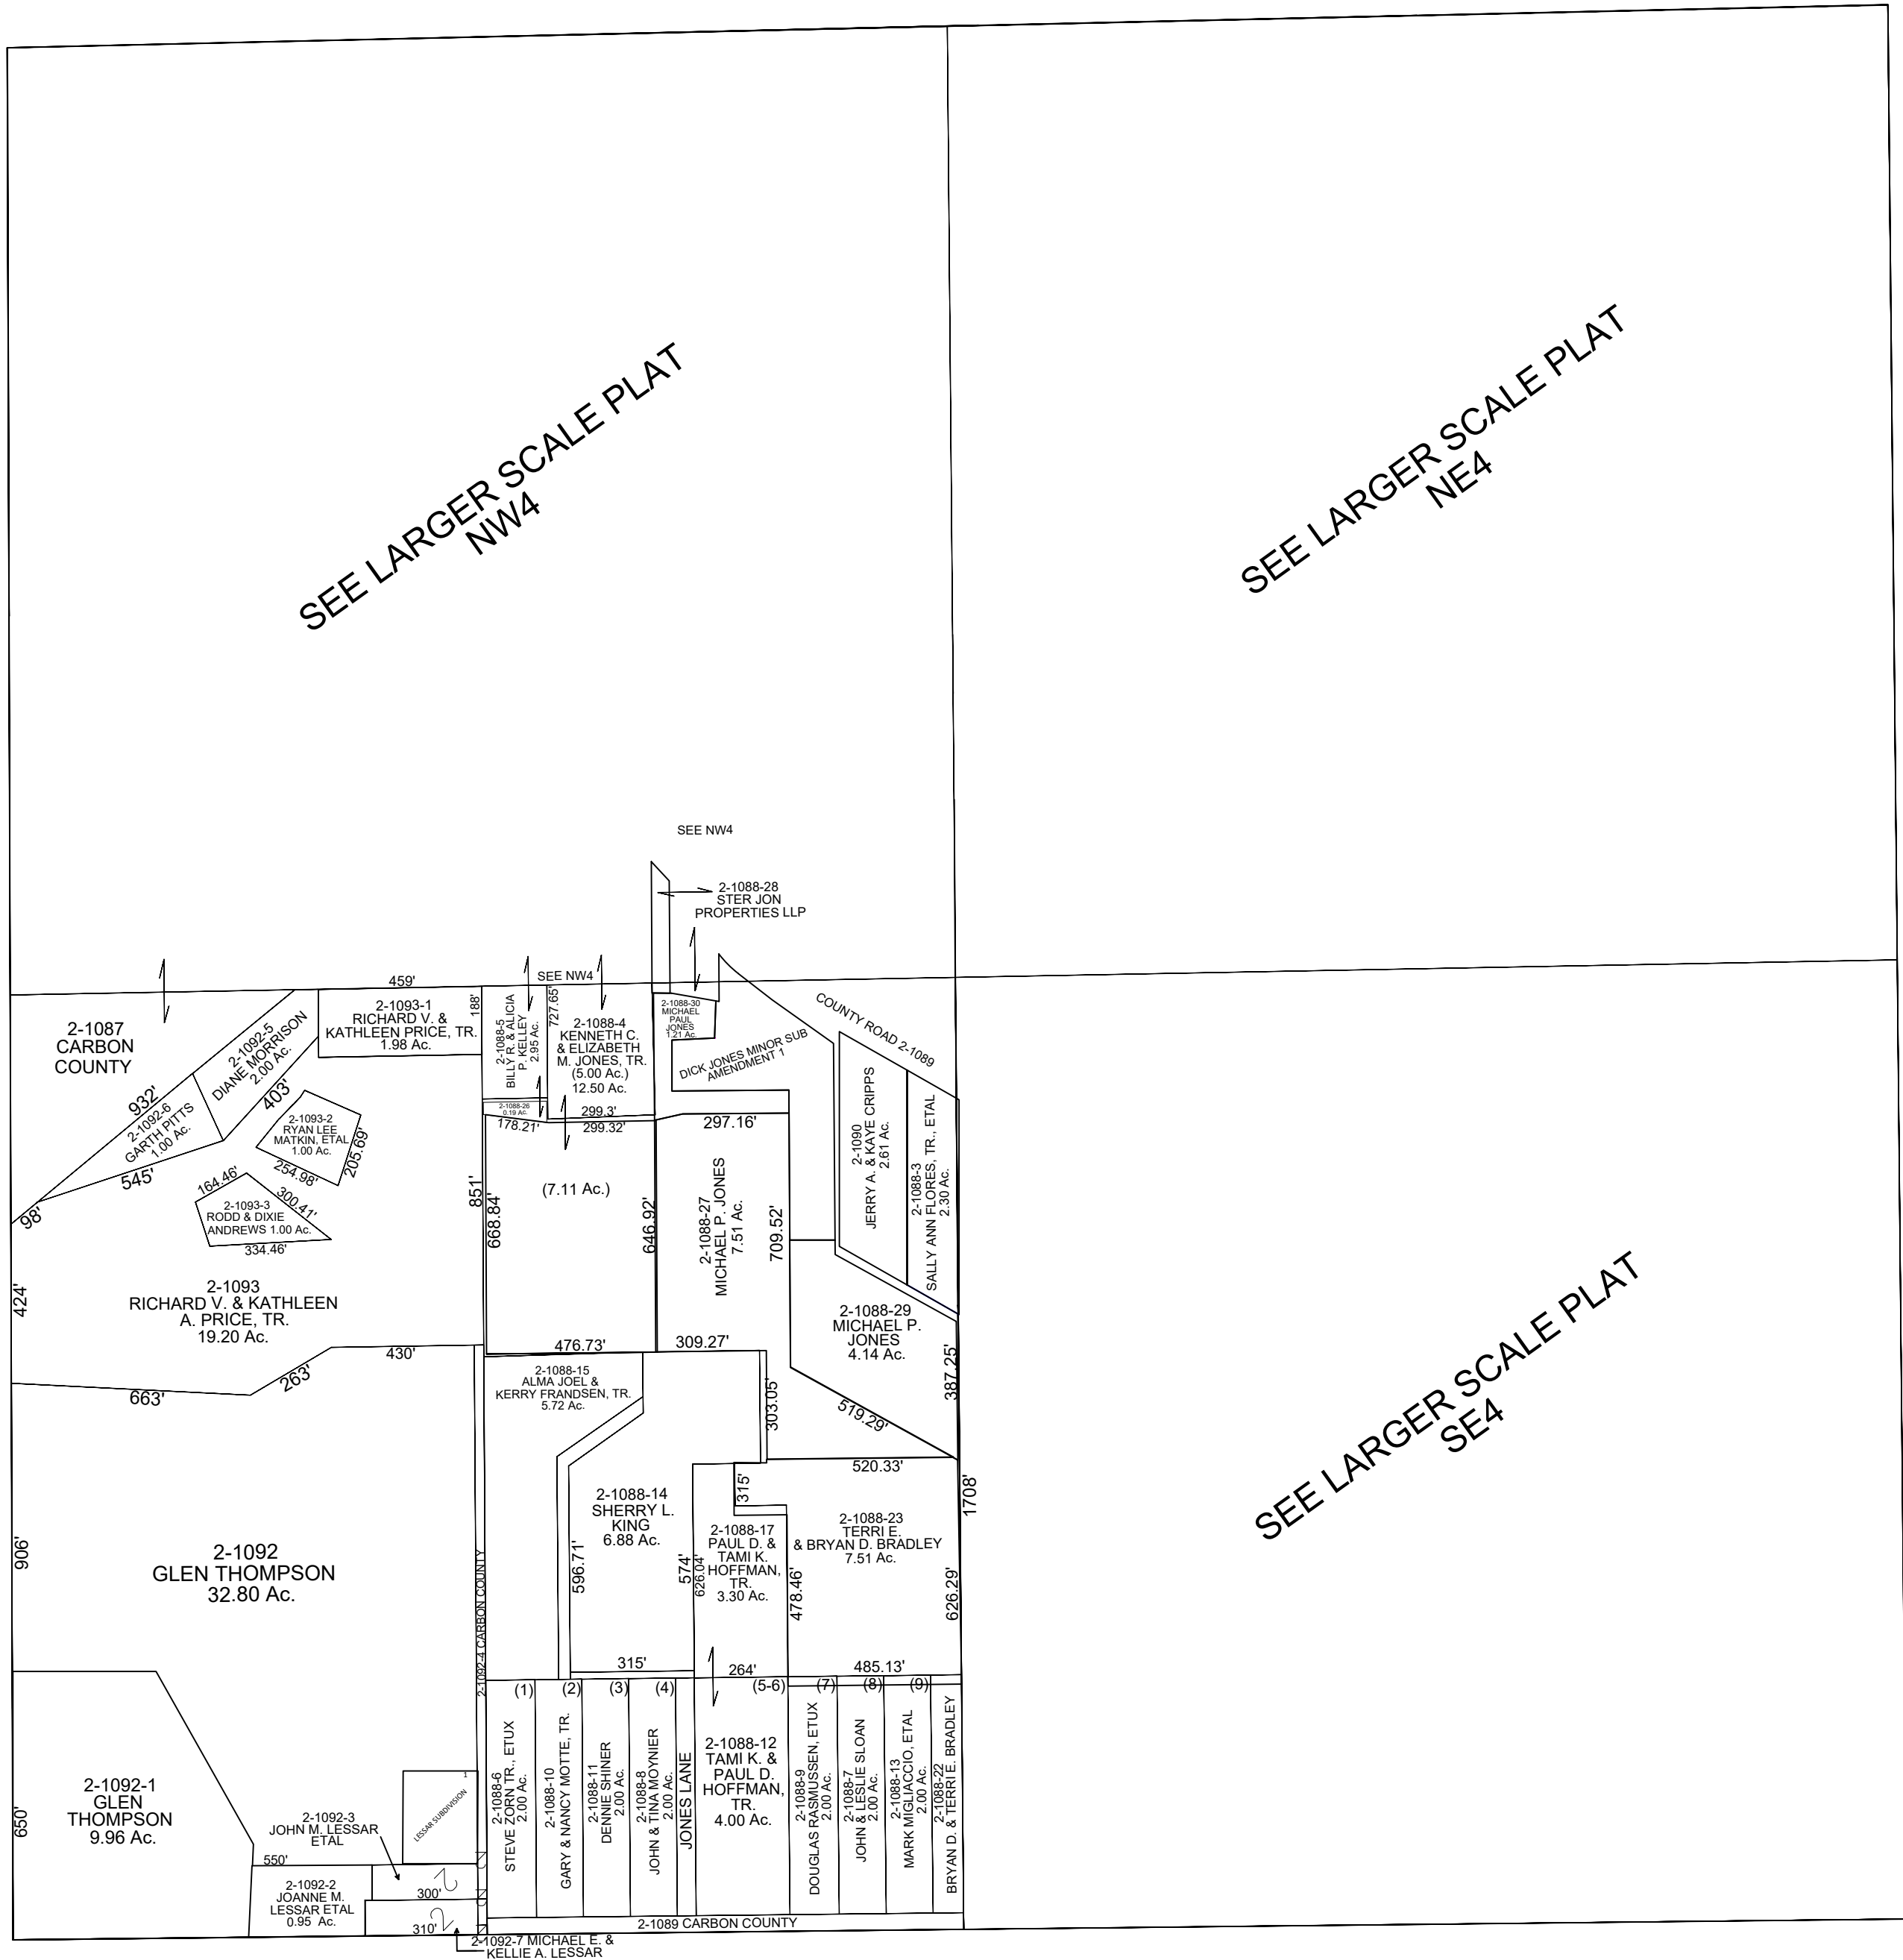 SEE LARGER SCALE PLAT
NW4
SEE LARGER SCALE PLAT
NE4
SEE NW4
2-1088-28
STER JON
PROPERTIES LLP
SEE NW4
459'
2-1087
CARBON
COUNTY
2-1092-5
DIANE MORRISON
2.00 Ac.
2-1093-1
RICHARD V. &
KATHLEEN PRICE, TR.
1.98 Ac.
188'
2-1088-5
BILLY R. & ALICIA
P. KELLEY
2.95 Ac.
727.65'
2-1088-4
KENNETH C.
& ELIZABETH
M. JONES, TR.
(5.00 Ac.)
12.50 Ac.
2-1088-30
MICHAEL
PAUL
JONES
1.21 Ac.
DICK JONES MINOR SUB
AMENDMENT 1
COUNTY ROAD 2-1089
932'
2-1092-6
GARTH PITTS
1.00 Ac.
403'
545'
98'
2-1093-2
RYAN LEE
MATKIN, ETAL
1.00 Ac.
205.69'
254.98'
164.46'
300.41'
2-1093-3
RODD & DIXIE
ANDREWS 1.00 Ac.
334.46'
2-1088-26
0.19 Ac.
178.21'
299.3'
299.32'
297.16'
2-1090
JERRY A. & KAYE CRIPPS
2.61 Ac.
2-1088-3
SALLY ANN FLORES, TR., ETAL
2.30 Ac.
851'
668.84'
(7.11 Ac.)
646.92'
2-1088-27
MICHAEL P. JONES
7.51 Ac.
709.52'
424'
2-1093
RICHARD V. & KATHLEEN
A. PRICE, TR.
19.20 Ac.
430'
263'
663'
476.73'
309.27'
2-1088-29
MICHAEL P.
JONES
4.14 Ac.
387.25'
2-1088-15
ALMA JOEL &
KERRY FRANDSEN, TR.
5.72 Ac.
303.05'
519.29'
520.33'
SEE LARGER SCALE PLAT
SE4
1708'
906'
2-1092
GLEN THOMPSON
32.80 Ac.
2-1092-4 CARBON COUNTY
596.71'
2-1088-14
SHERRY L.
KING
6.88 Ac.
574'
626.04'
315'
2-1088-17
PAUL D. &
TAMI K.
HOFFMAN,
TR.
3.30 Ac.
478.46'
2-1088-23
TERRI E.
& BRYAN D. BRADLEY
7.51 Ac.
626.29'
315'
264'
485.13'
(1)
(2)
(3)
(4)
(5-6)
(7)
(8)
(9)
2-1088-6
STEVE ZORN TR., ETUX
2.00 Ac.
2-1088-10
GARY & NANCY MOTTE, TR.
2-1088-11
DENNIE SHINER
2.00 Ac.
2-1088-8
JOHN & TINA MOYNIER
2.00 Ac.
JONES LANE
2-1088-12
TAMI K. &
PAUL D.
HOFFMAN,
TR.
4.00 Ac.
2-1088-9
DOUGLAS RASMUSSEN, ETUX
2.00 Ac.
2-1088-7
JOHN & LESLIE SLOAN
2.00 Ac.
2-1088-13
MARK MIGLIACCIO, ETAL
2.00 Ac.
2-1088-22
BRYAN D. & TERRI E. BRADLEY
650'
2-1092-1
GLEN
THOMPSON
9.96 Ac.
LESSAR SUBDIVISION
1
2-1092-3
JOHN M. LESSAR
ETAL
550'
2-1092-2
JOANNE M.
LESSAR ETAL
0.95 Ac.
300'
2
310'
2
2-1089 CARBON COUNTY
2-1092-7 MICHAEL E. &
KELLIE A. LESSAR